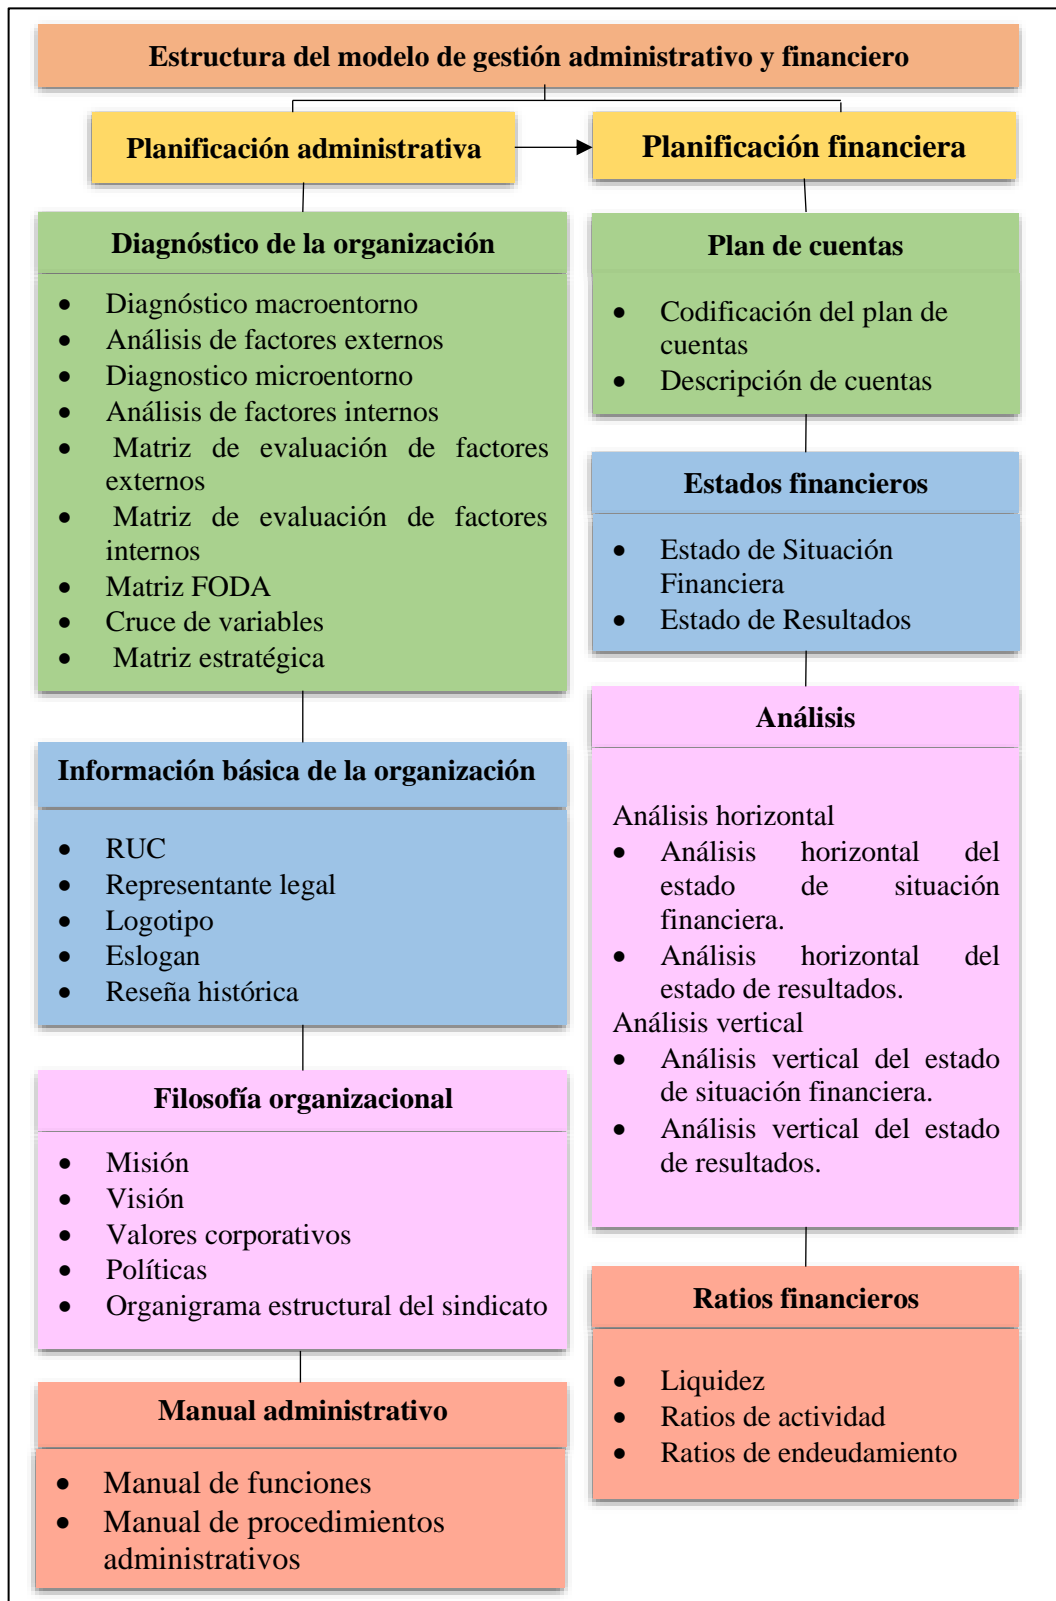 Estructura del modelo de gestión administrativo y financiero
Planificación administrativa
Planificación financiera
Diagnóstico de la organización
• Diagnóstico macroentorno
• Análisis de factores externos
• Diagnostico microentorno
• Análisis de factores internos
• Matriz de evaluación de factores
externos
• Matriz de evaluación de factores
internos
• Matriz FODA
• Cruce de variables
• Matriz estratégica
Información básica de la organización
• RUC
• Representante legal
• Logotipo
• Eslogan
• Reseña histórica
Filosofía organizacional
• Misión
• Visión
• Valores corporativos
• Políticas
• Organigrama estructural del sindicato
Manual administrativo
• Manual de funciones
• Manual de procedimientos
administrativos
Plan de cuentas
• Codificación del plan de
cuentas
• Descripción de cuentas
Estados financieros
• Estado de Situación
Financiera
• Estado de Resultados
Análisis
Análisis horizontal
• Análisis horizontal del
estado de situación
financiera.
• Análisis horizontal del
estado de resultados.
Análisis vertical
• Análisis vertical del estado
de situación financiera.
• Análisis vertical del estado
de resultados.
Ratios financieros
• Liquidez
• Ratios de actividad
• Ratios de endeudamiento